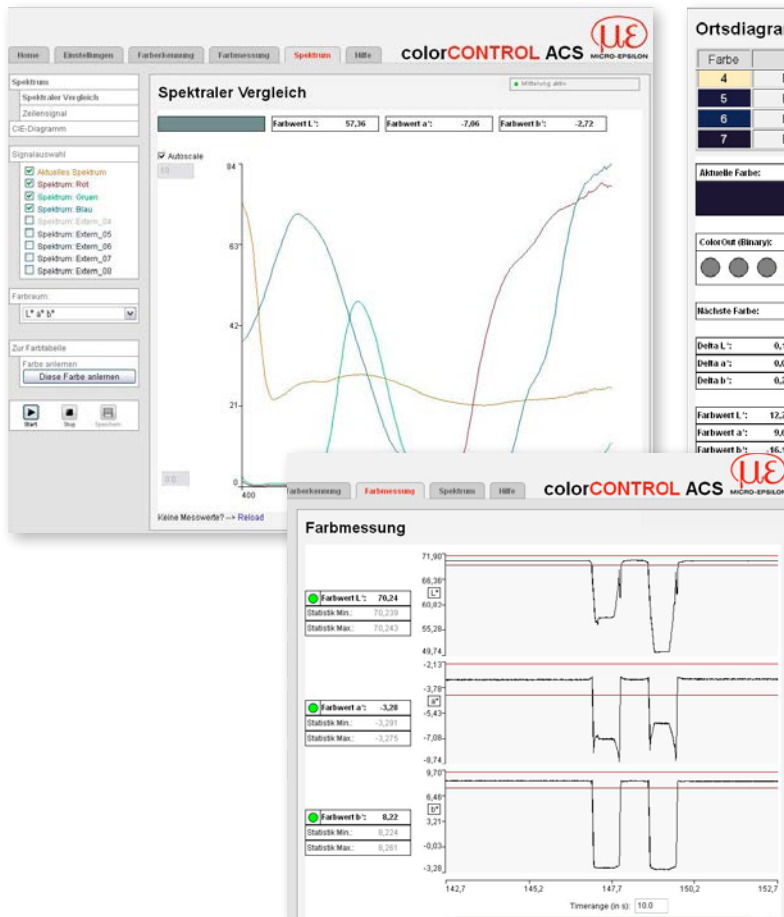 µε
Home Einstellungen Farberkennung Farbmessung Spektrum Hilfe colorCONTROL ACS MICRO-EPSILON
Spektrum
Spektraler Vergleich
Zeilensignal
CIE-Diagramm
Signalauswahl
Aktuelles Spektrum
Spektrum: Rot
Spektrum: Gruen
Spektrum: Blau
Spektrum: Extern_04
Spektrum: Extern_05
Spektrum: Extern_06
Spektrum: Extern_07
Spektrum: Extern_08
Farbraum:
L* a* b*
Zur Farbtabelle
Farbe anlernen
Diese Farbe anlernen
Start Stop Speichern
Spektraler Vergleich
Mittelung aktiv
Farbwert L*: 57,36 Farbwert a*: -7,06 Farbwert b*: -2,72
Autoscale
84
63
42
21
0
0.0
400
Keine Messwerte? --> Reload
Ortsdiagra
Farbe
4
5
6
7
Aktuelle Farbe:
ColorOut (Binary):
Nächste Farbe:
Delta L*:
Delta a*:
Delta b*:
Farbwert L*: 12,
Farbwert a*: 9,
Farbwert b*: -16,
µε
Farberkennung Farbmessung Spektrum Hilfe colorCONTROL ACS MICRO-EPSILON
Farbmessung
Farbwert L*: 70,24
Statistik Min.: 70,239
Statistik Max.: 70,243
71,90
66,36
L*
60,82
55,28
49,74
Farbwert a*: -3,28
Statistik Min.: -3,291
Statistik Max.: -3,275
-2,13
-3,78
a*
-5,43
-7,08
-8,74
Farbwert b*: 8,22
Statistik Min.: 8,224
Statistik Max.: 8,261
9,70
6,46
b*
3,21
-0,03
-3,28
142,7 145,2 147,7 150,2 152,7
Timerange (in s): 10.0